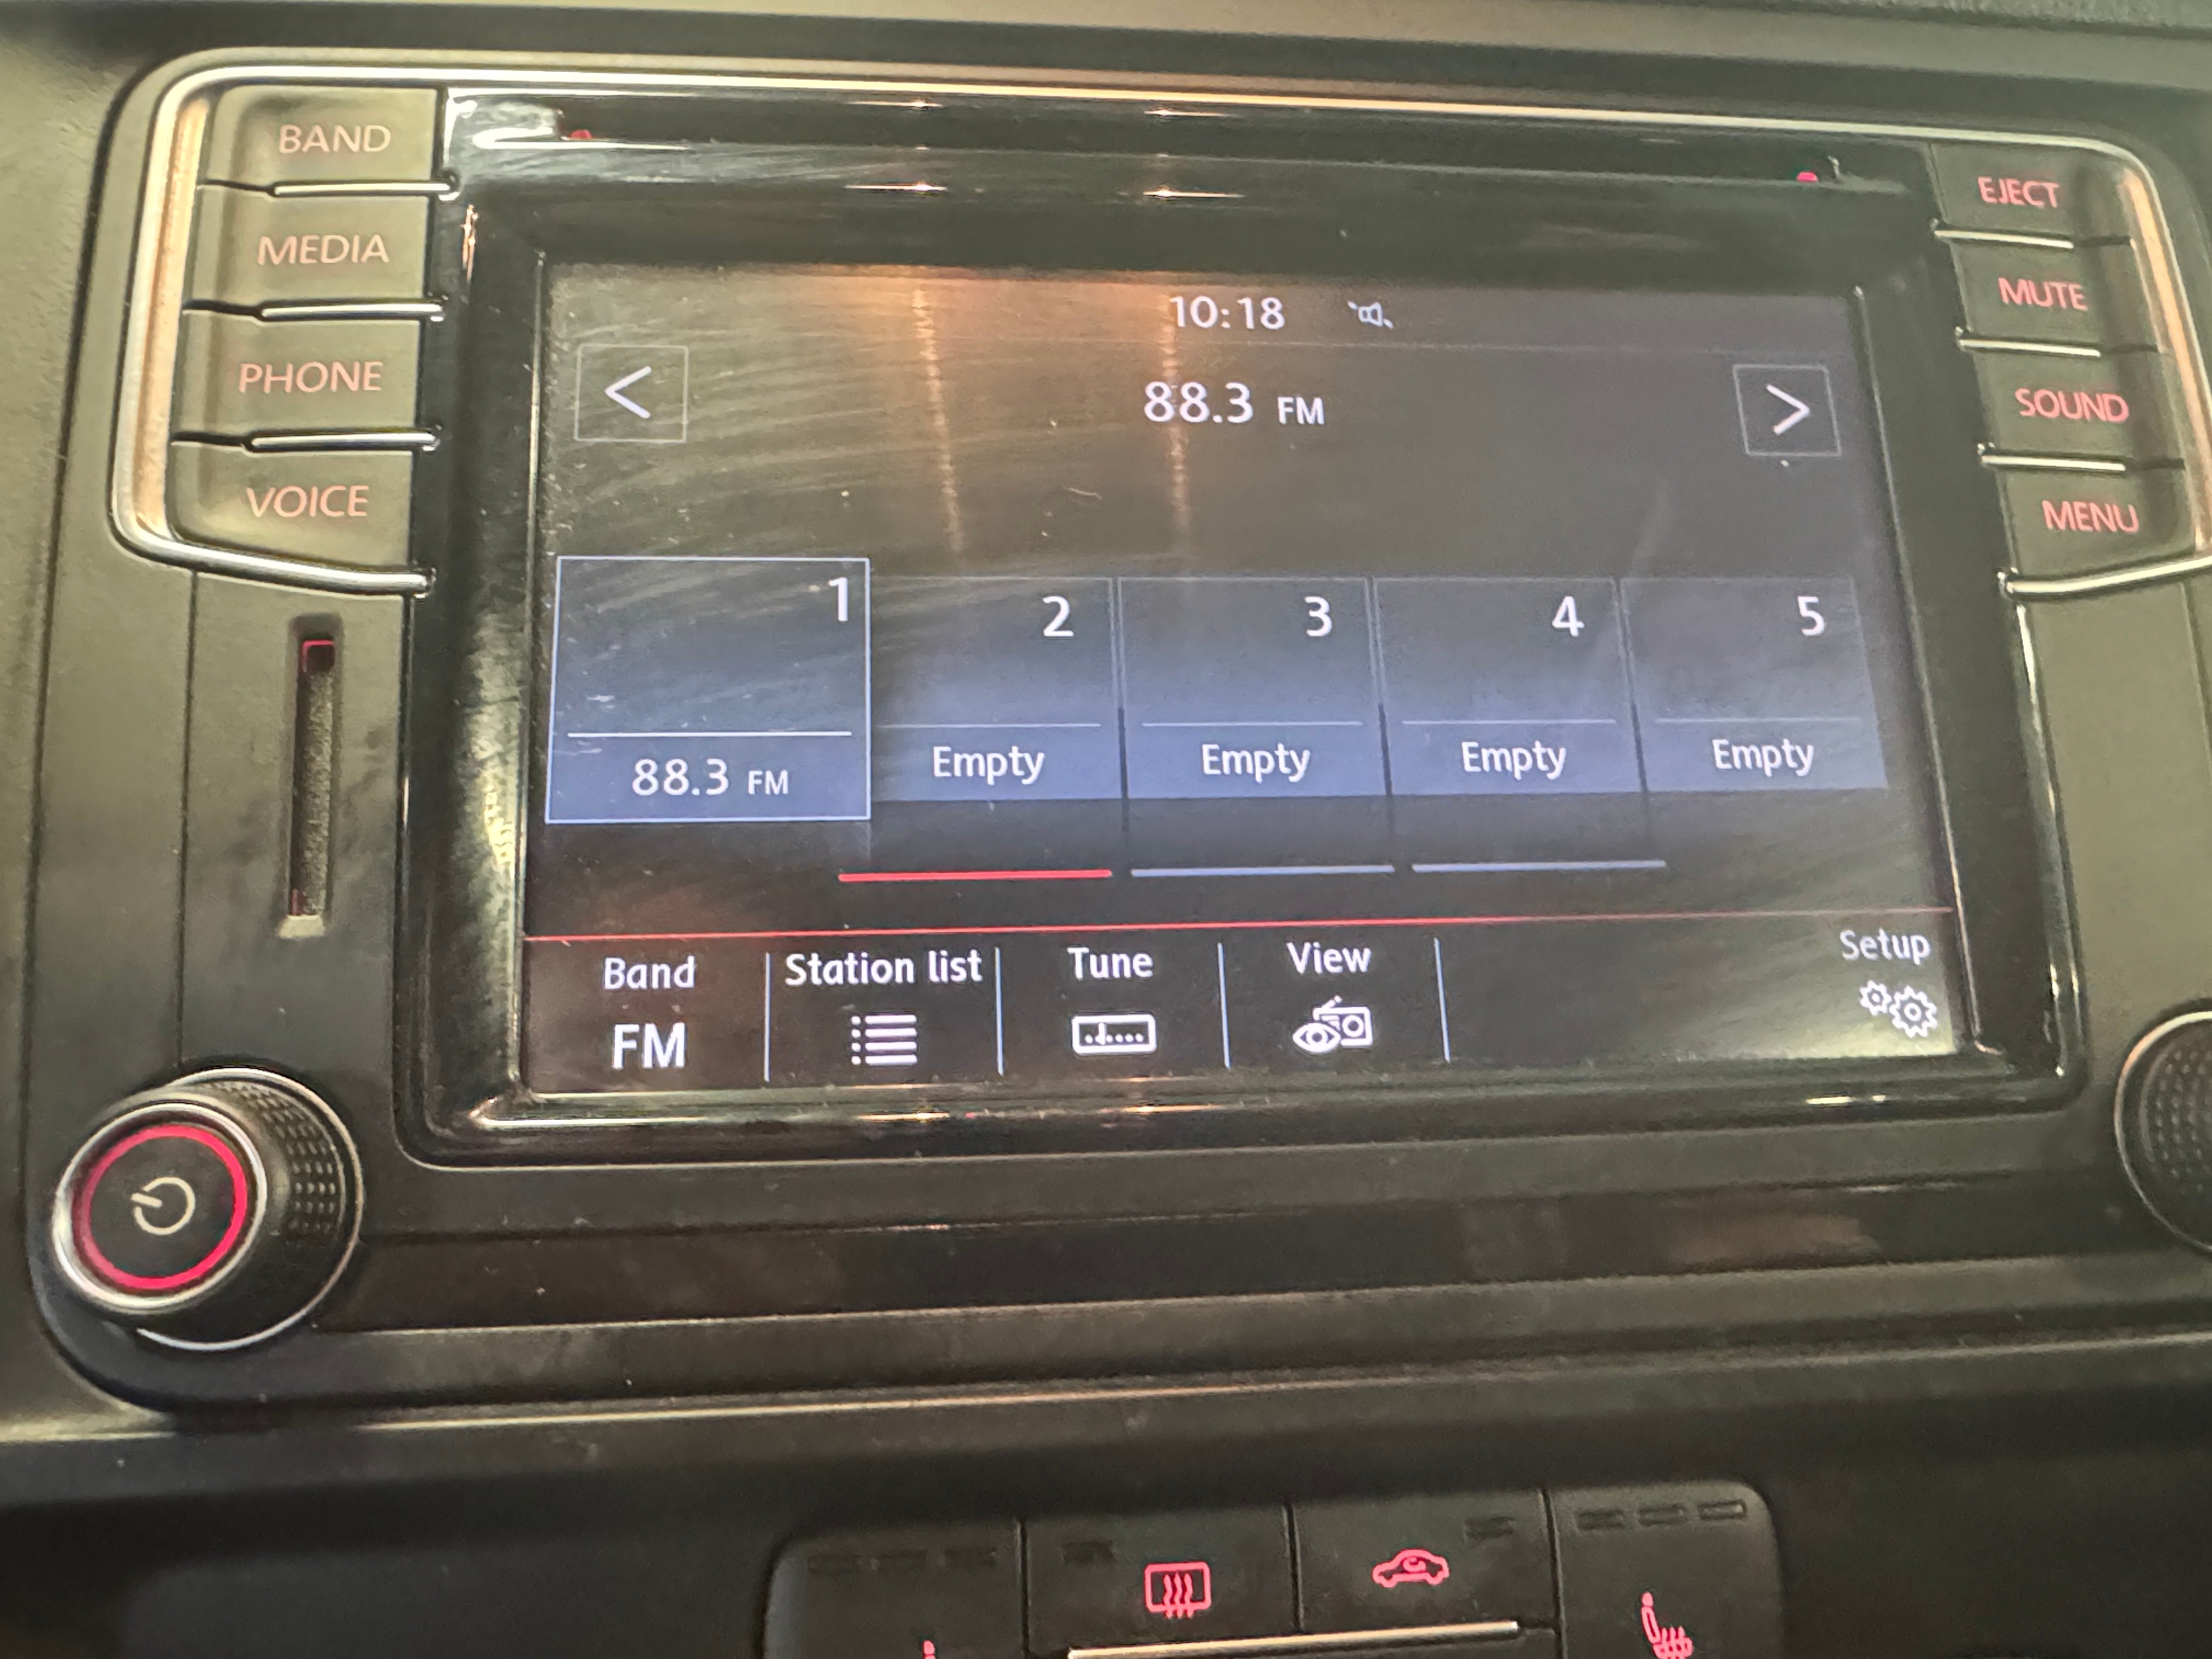 BAND
MEDIA
PHONE
VOICE
EJECT
MUTE
SOUND
MENU
10:18
88.3 FM
1
2
3
4
5
88.3 FM
Empty
Empty
Empty
Empty
Band
Station list
Tune
View
Setup
FM